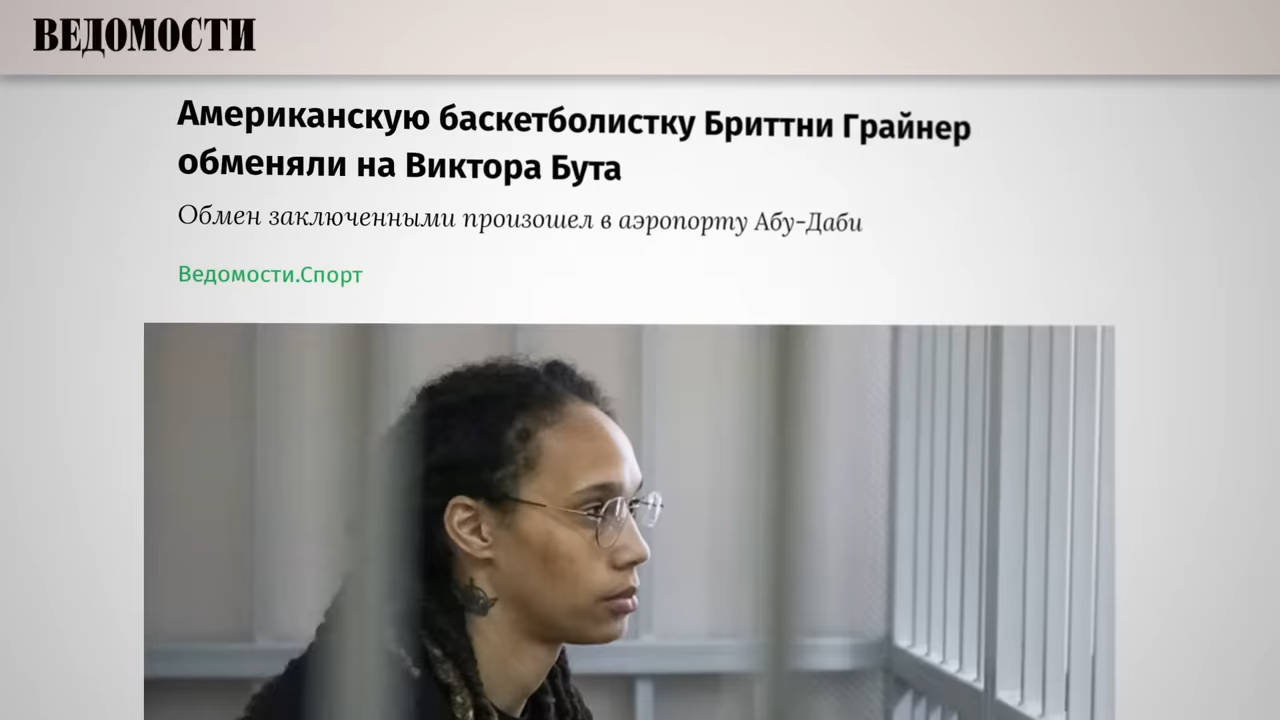 ВЕДОМОСТИ
Американскую баскетболистку Бриттни Грайнер
обменяли на Виктора Бута
Обмен заключенными произошел в аэропорту Абу-Даби
Ведомости.Спорт